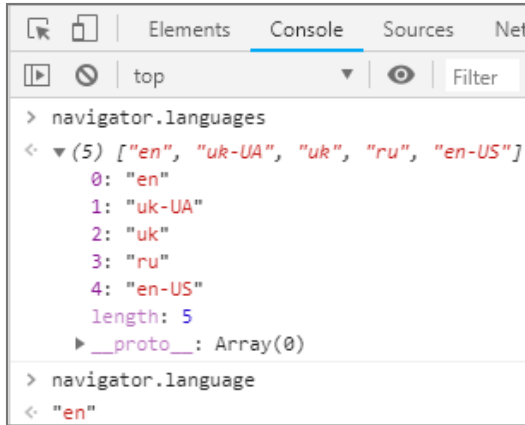 Elements Console Sources Net
top Filter
> navigator.languages
(5) ["en", "uk-UA", "uk", "ru", "en-US"]
0: "en"
1: "uk-UA"
2: "uk"
3: "ru"
4: "en-US"
length: 5
__proto__: Array(0)
> navigator.language
"en"